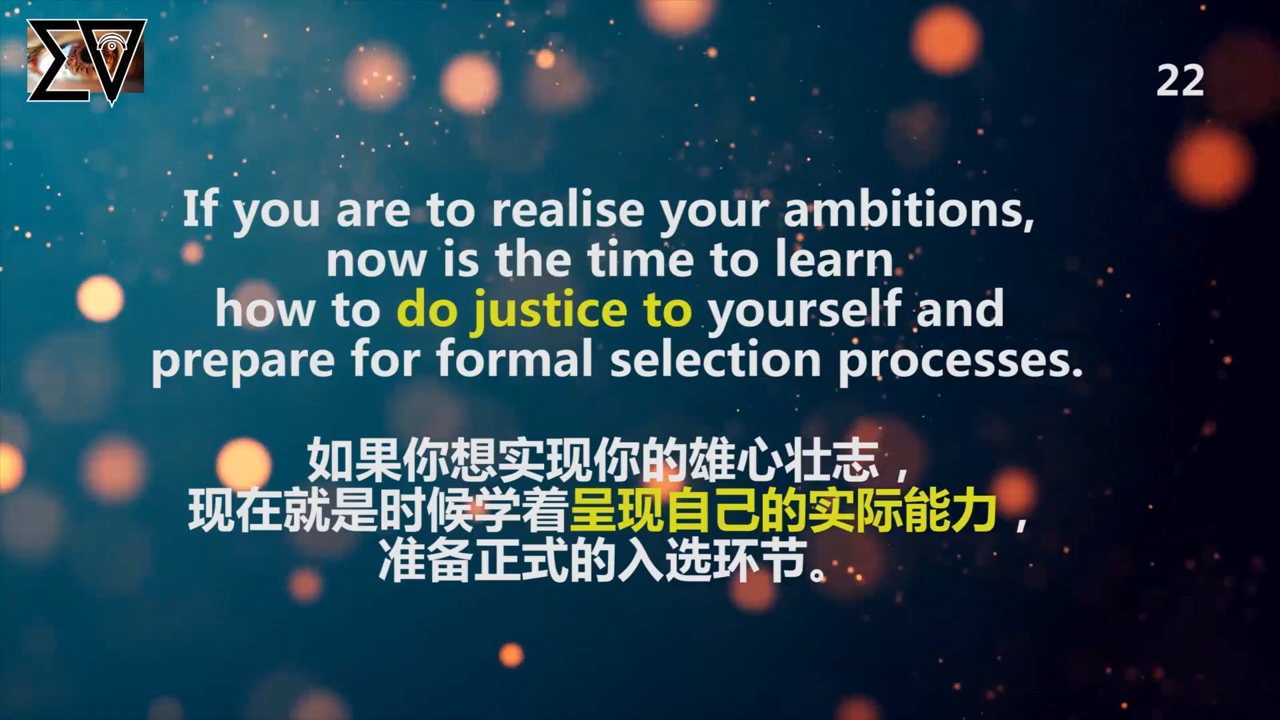 22
If you are to realise your ambitions,
now is the time to learn
how to do justice to yourself and
prepare for formal selection processes.
如果你想实现你的雄心壮志，
现在就是时候学着呈现自己的实际能力，
准备正式的入选环节。